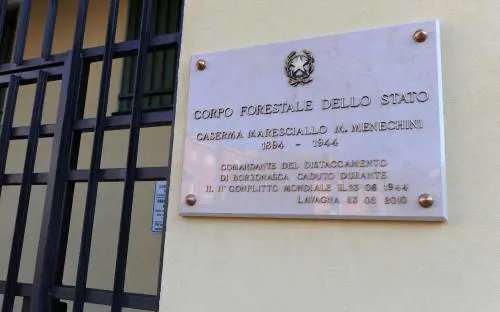 CORPO FORESTALE DELLO STATO
CASERMA MARESCIALLO M. MENECHINI
1894 - 1944
COMANDANTE DEL DISTACCAMENTO
DI BORZONASCA CADUTO DURANTE
IL II° CONFLITTO MONDIALE IL 23 06 1944
LAVAGNA 23 02 2010